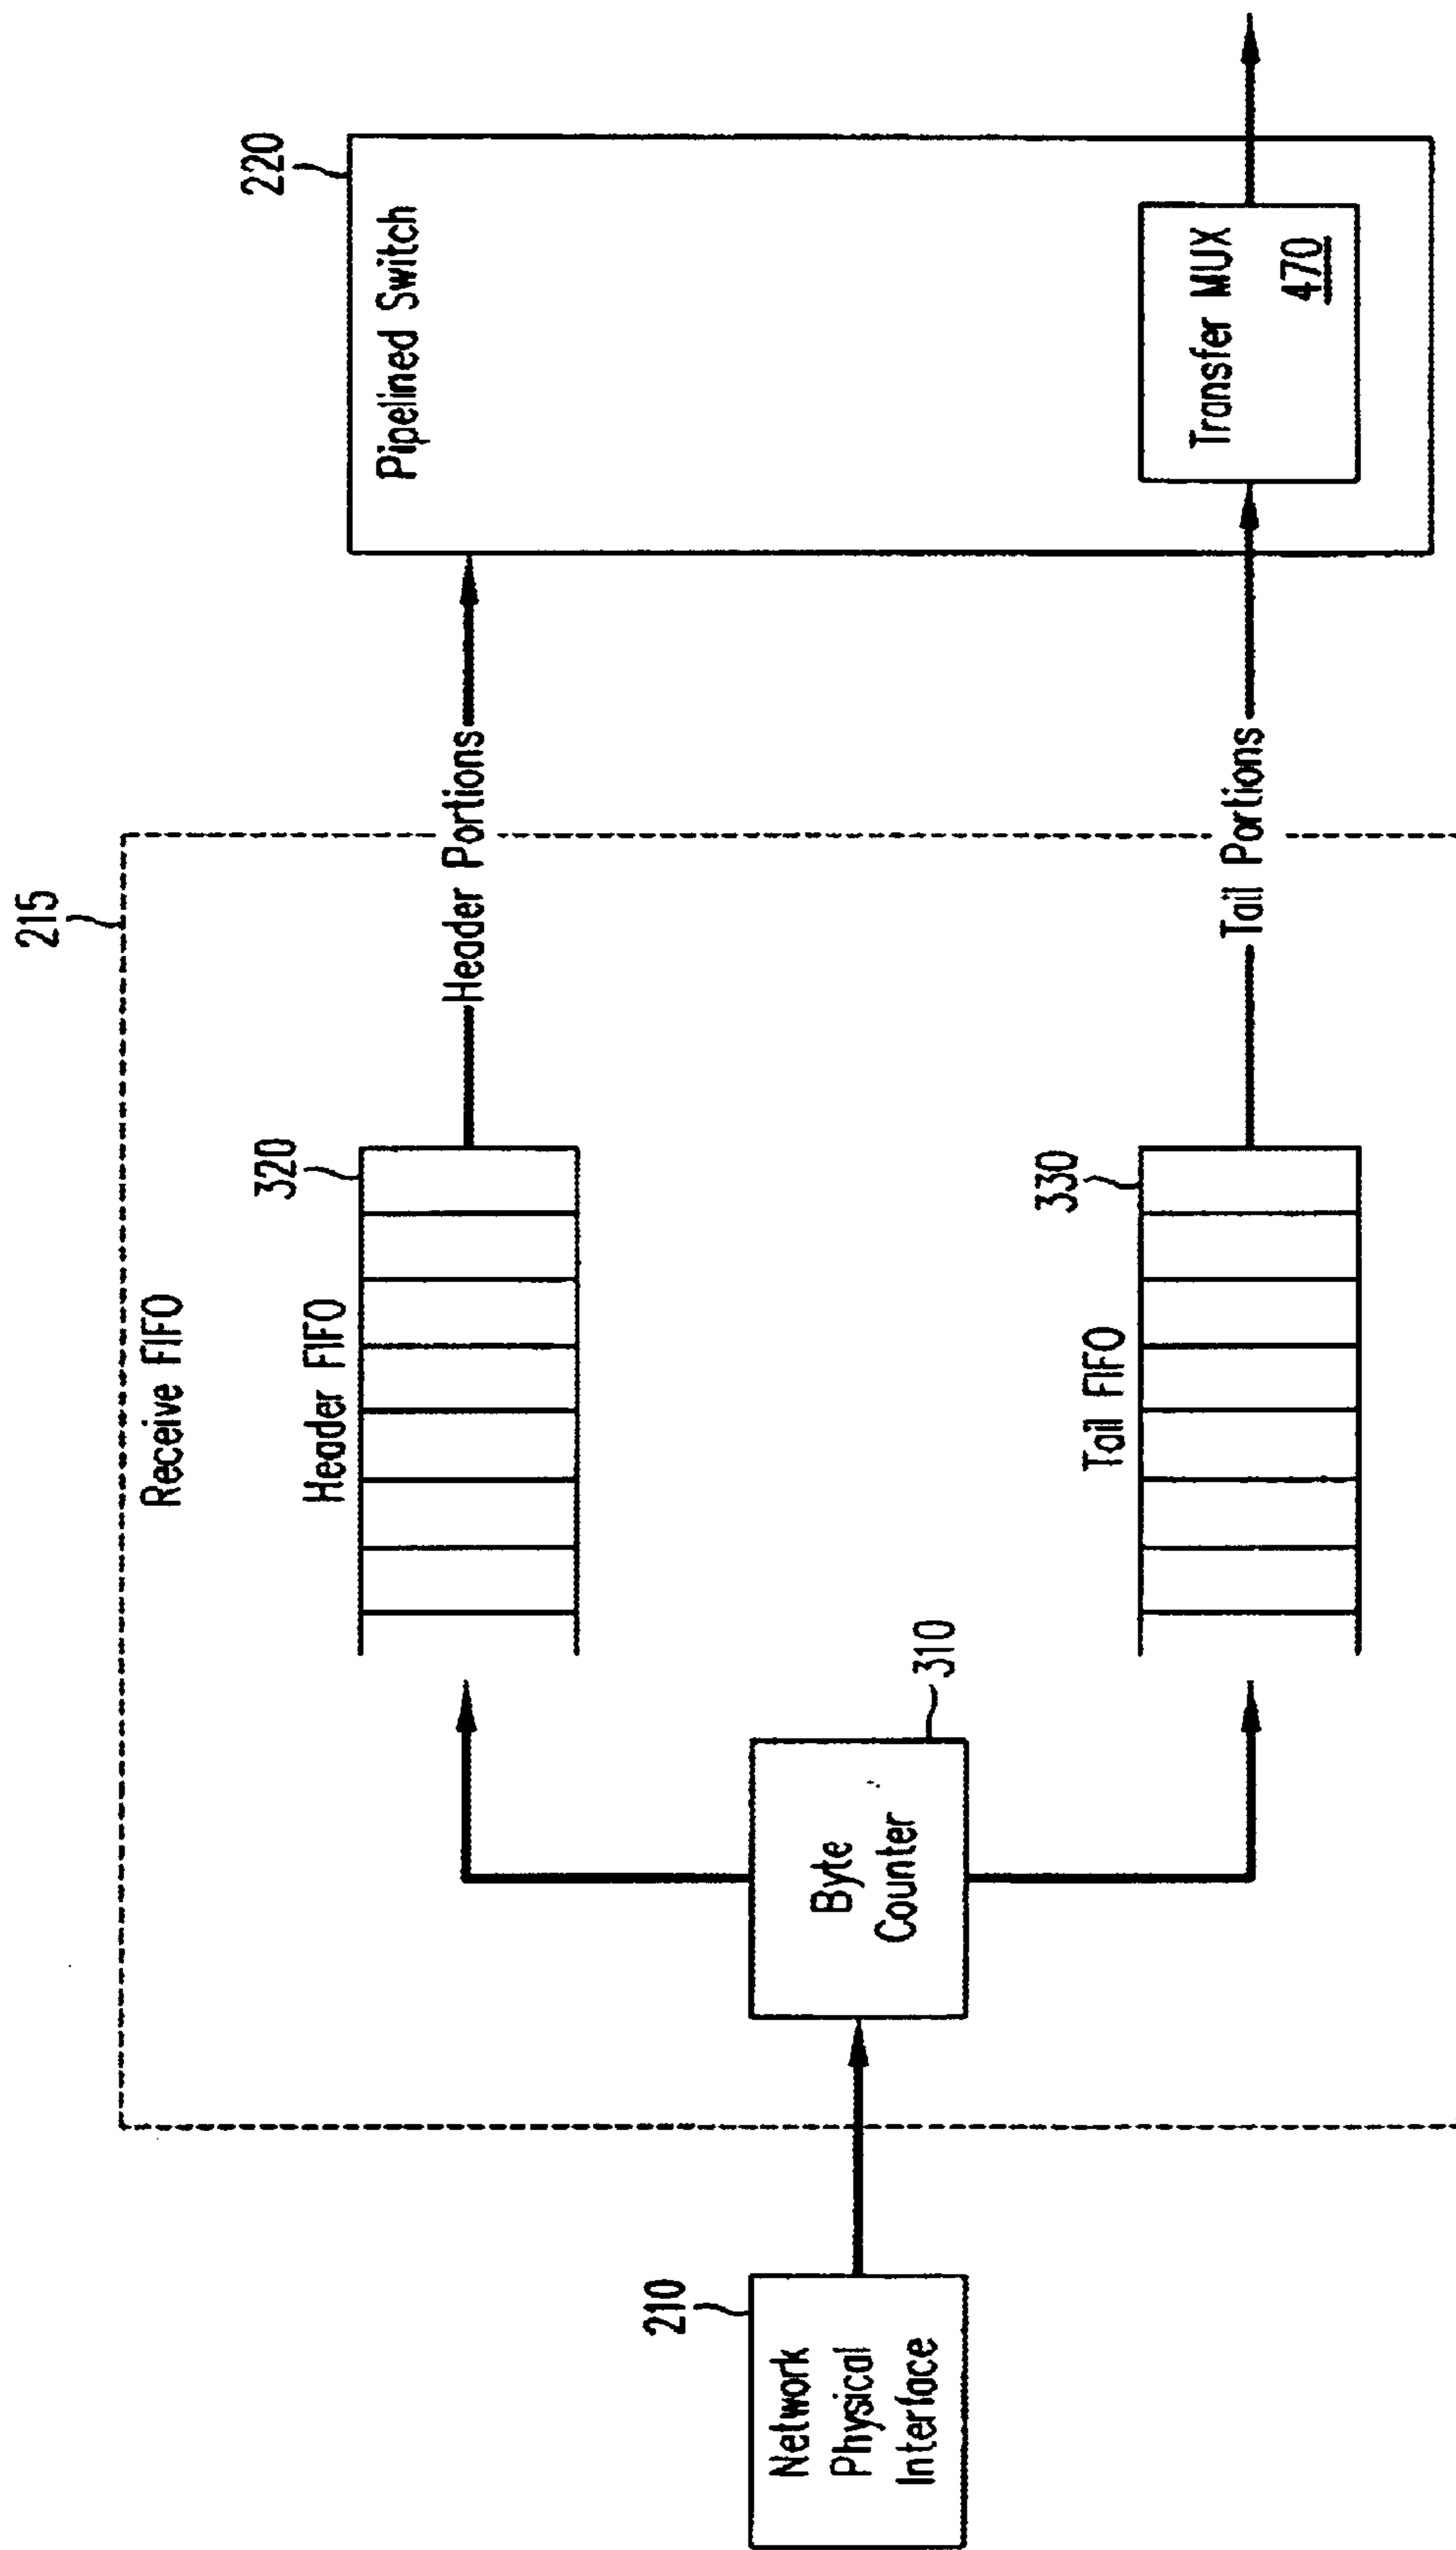 215
Receive FIFO
220
Pipelined Switch
320
Header FIFO
Header Portions
210
Network
Physical
Interface
310
Byte
Counter
330
Tail FIFO
Tail Portions
Transfer MUX
470